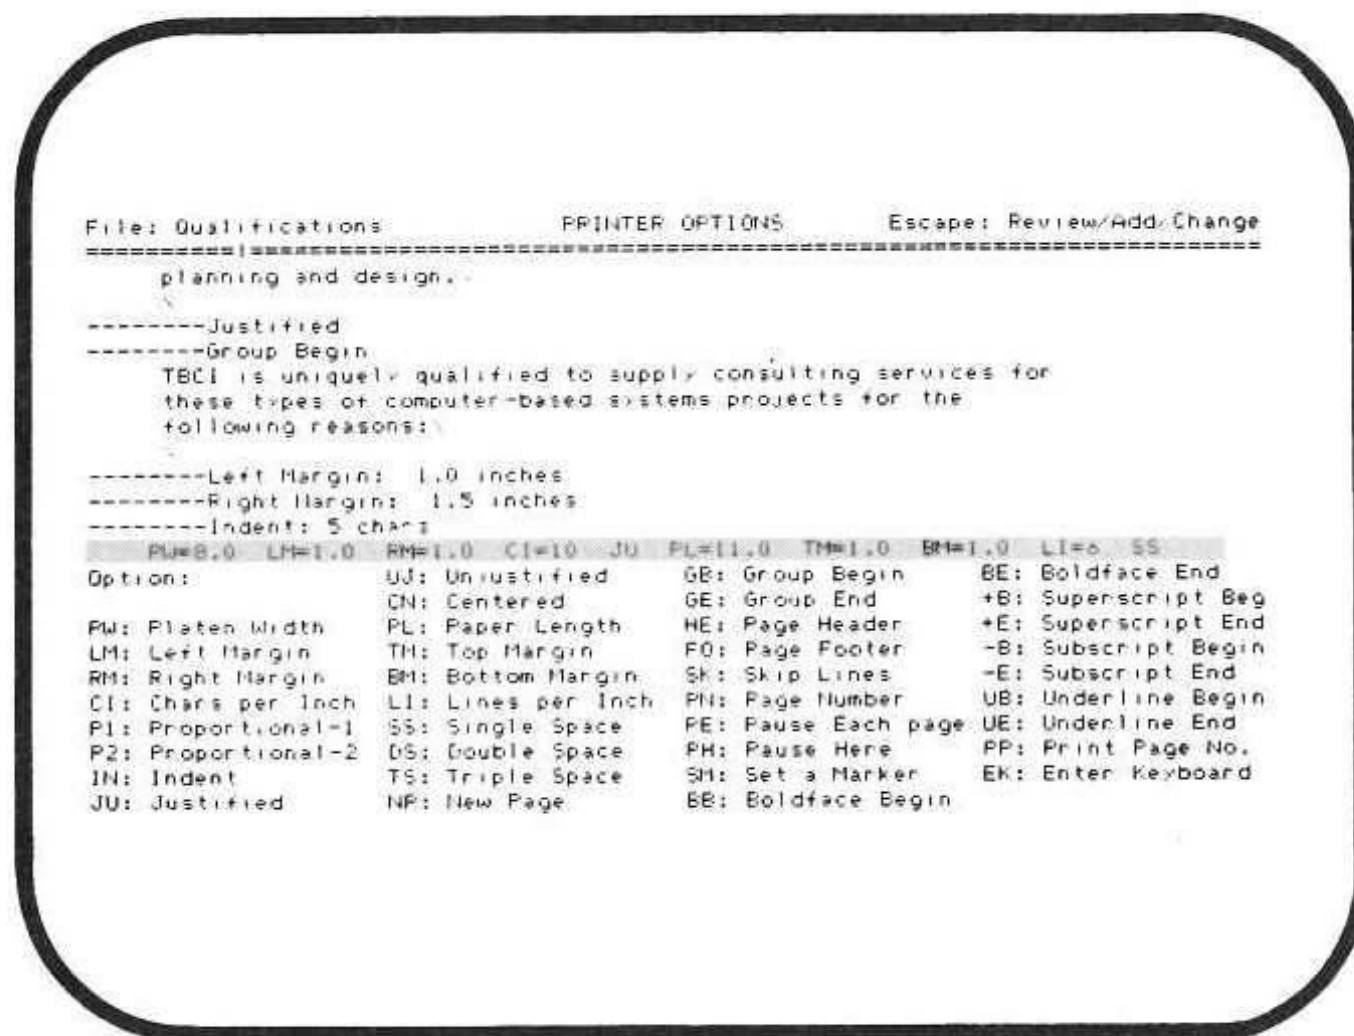 File: Qualifications PRINTER OPTIONS Escape: Review/Add/Change
==========|====================================================================
planning and design.
--------Justified
--------Group Begin
TBCI is uniquely qualified to supply consulting services for
these types of computer-based systems projects for the
following reasons:
--------Left Margin: 1.0 inches
--------Right Margin: 1.5 inches
--------Indent: 5 chars
PW=8.0 LM=1.0 RM=1.0 CI=10 JU PL=11.0 TM=1.0 BM=1.0 LI=6 SS
Option: UJ: Unjustified GB: Group Begin BE: Boldface End
CN: Centered GE: Group End +B: Superscript Beg
PW: Platen Width PL: Paper Length HE: Page Header +E: Superscript End
LM: Left Margin TM: Top Margin FO: Page Footer -B: Subscript Begin
RM: Right Margin BM: Bottom Margin SK: Skip Lines -E: Subscript End
CI: Chars per Inch LI: Lines per Inch PN: Page Number UB: Underline Begin
P1: Proportional-1 SS: Single Space PE: Pause Each page UE: Underline End
P2: Proportional-2 DS: Double Space PH: Pause Here PP: Print Page No.
IN: Indent TS: Triple Space SM: Set a Marker EK: Enter Keyboard
JU: Justified NP: New Page BB: Boldface Begin